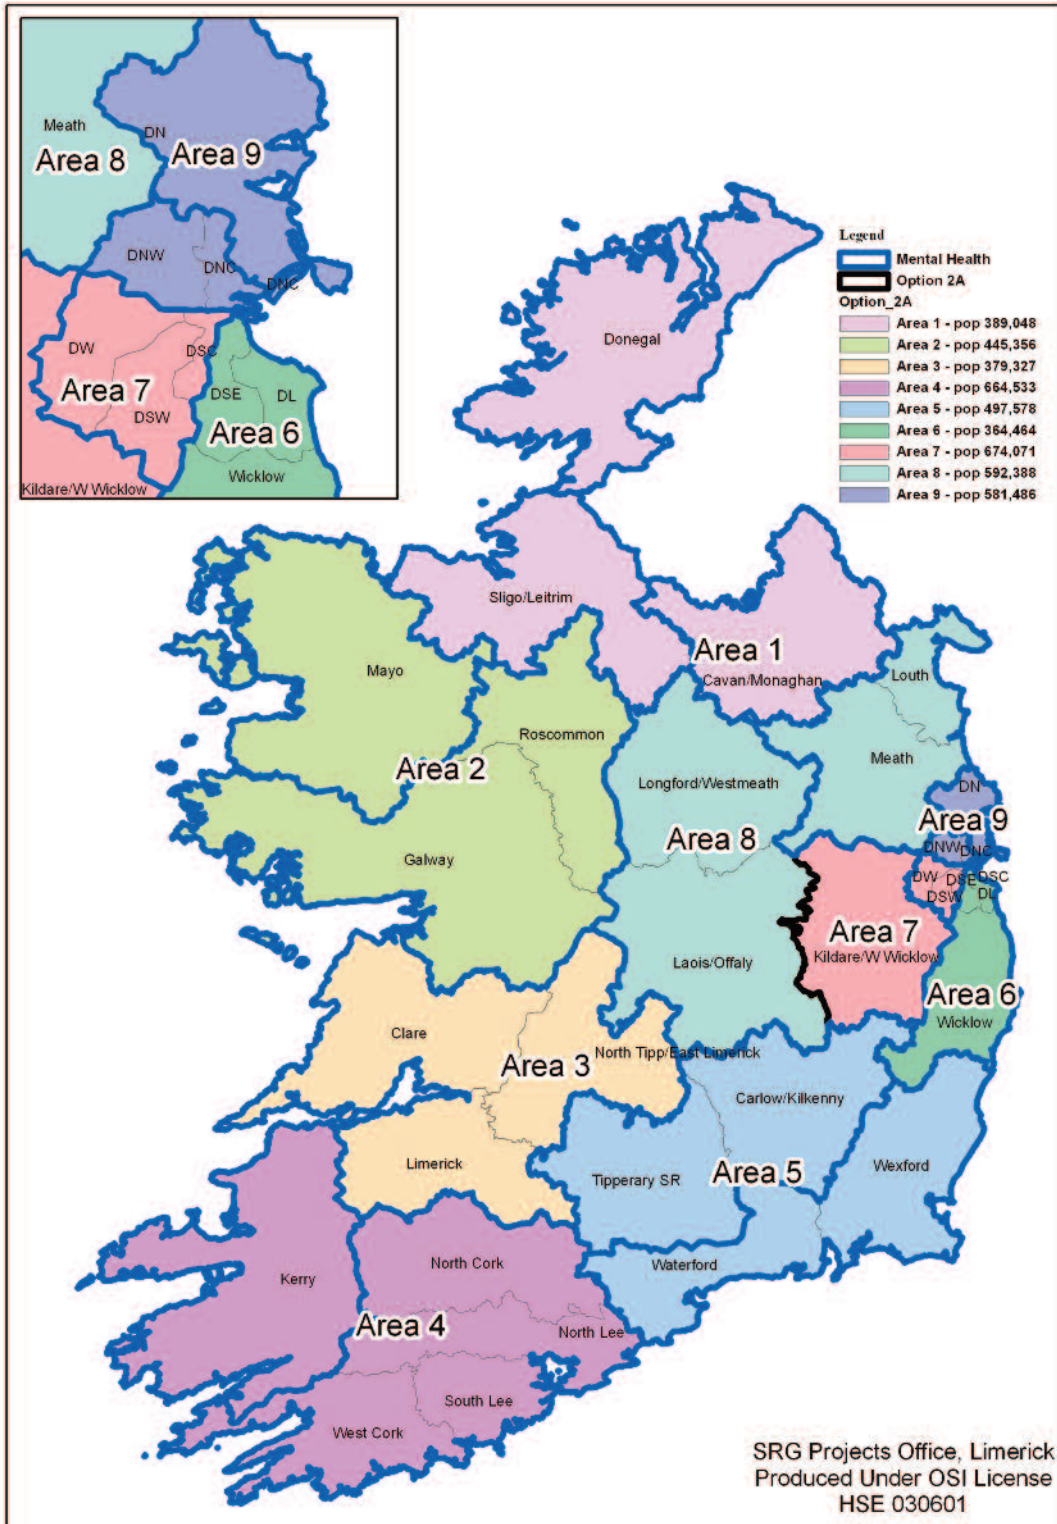 Meath
DN
Area 8
Area 9
DNW
DNC
DNC
DW
DSC
Area 7
DSE
DL
DSW
Area 6
Wicklow
Kildare/W Wicklow
Legend
Mental Health
Option 2A
Option_2A
Area 1 - pop 389,048
Area 2 - pop 445,356
Area 3 - pop 379,327
Area 4 - pop 664,533
Area 5 - pop 497,578
Area 6 - pop 364,464
Area 7 - pop 674,071
Area 8 - pop 592,388
Area 9 - pop 581,486
Donegal
Sligo/Leitrim
Area 1
Cavan/Monaghan
Louth
Mayo
Roscommon
Area 2
Meath
Longford/Westmeath
DN
Area 9
Area 8
DNW
DNC
Galway
DW
DSE
DSC
DSW
DL
Area 7
Kildare/W Wicklow
Laois/Offaly
Area 6
Wicklow
Clare
North Tipp/East Limerick
Area 3
Carlow/Kilkenny
Limerick
Tipperary SR
Area 5
Wexford
Waterford
North Cork
Kerry
Area 4
North Lee
South Lee
West Cork
SRG Projects Office, Limerick
Produced Under OSI License
HSE 030601